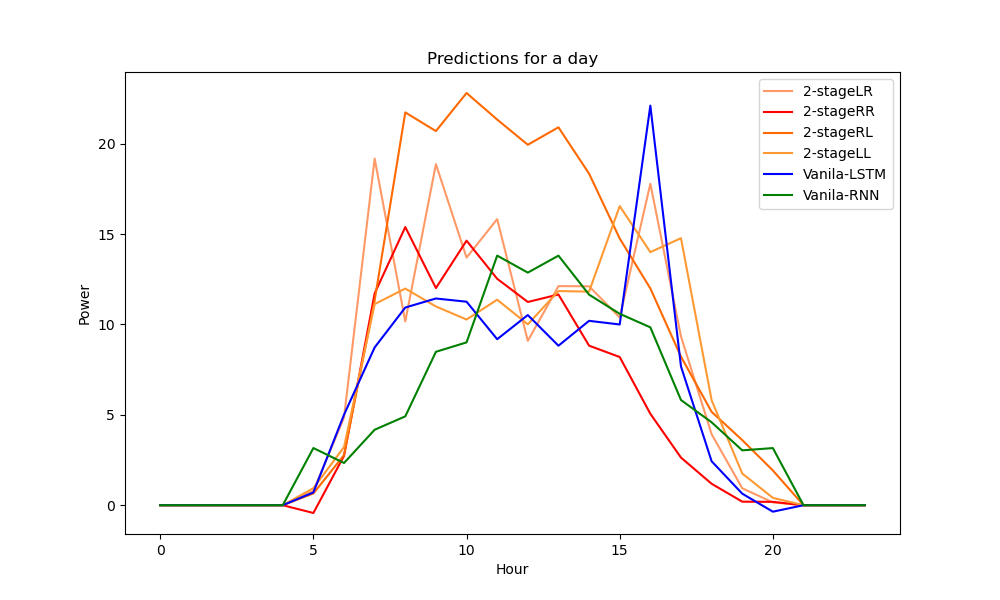 Predictions for a day
2-stageLR
2-stageRR
2-stageRL
2-stageLL
Vanila-LSTM
Vanila-RNN
Power
20
15
10
5
0
0 5 10 15 20
Hour